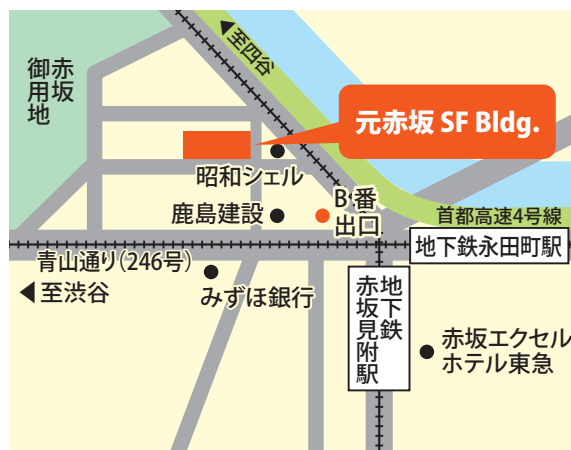 ◀至四谷
赤坂
御用地
元赤坂 SF Bldg.
昭和シェル
B番
出口
鹿島建設
首都高速4号線
地下鉄永田町駅
青山通り(246号)
◀至渋谷
みずほ銀行
地下鉄
赤坂見附駅
赤坂エクセル
ホテル東急